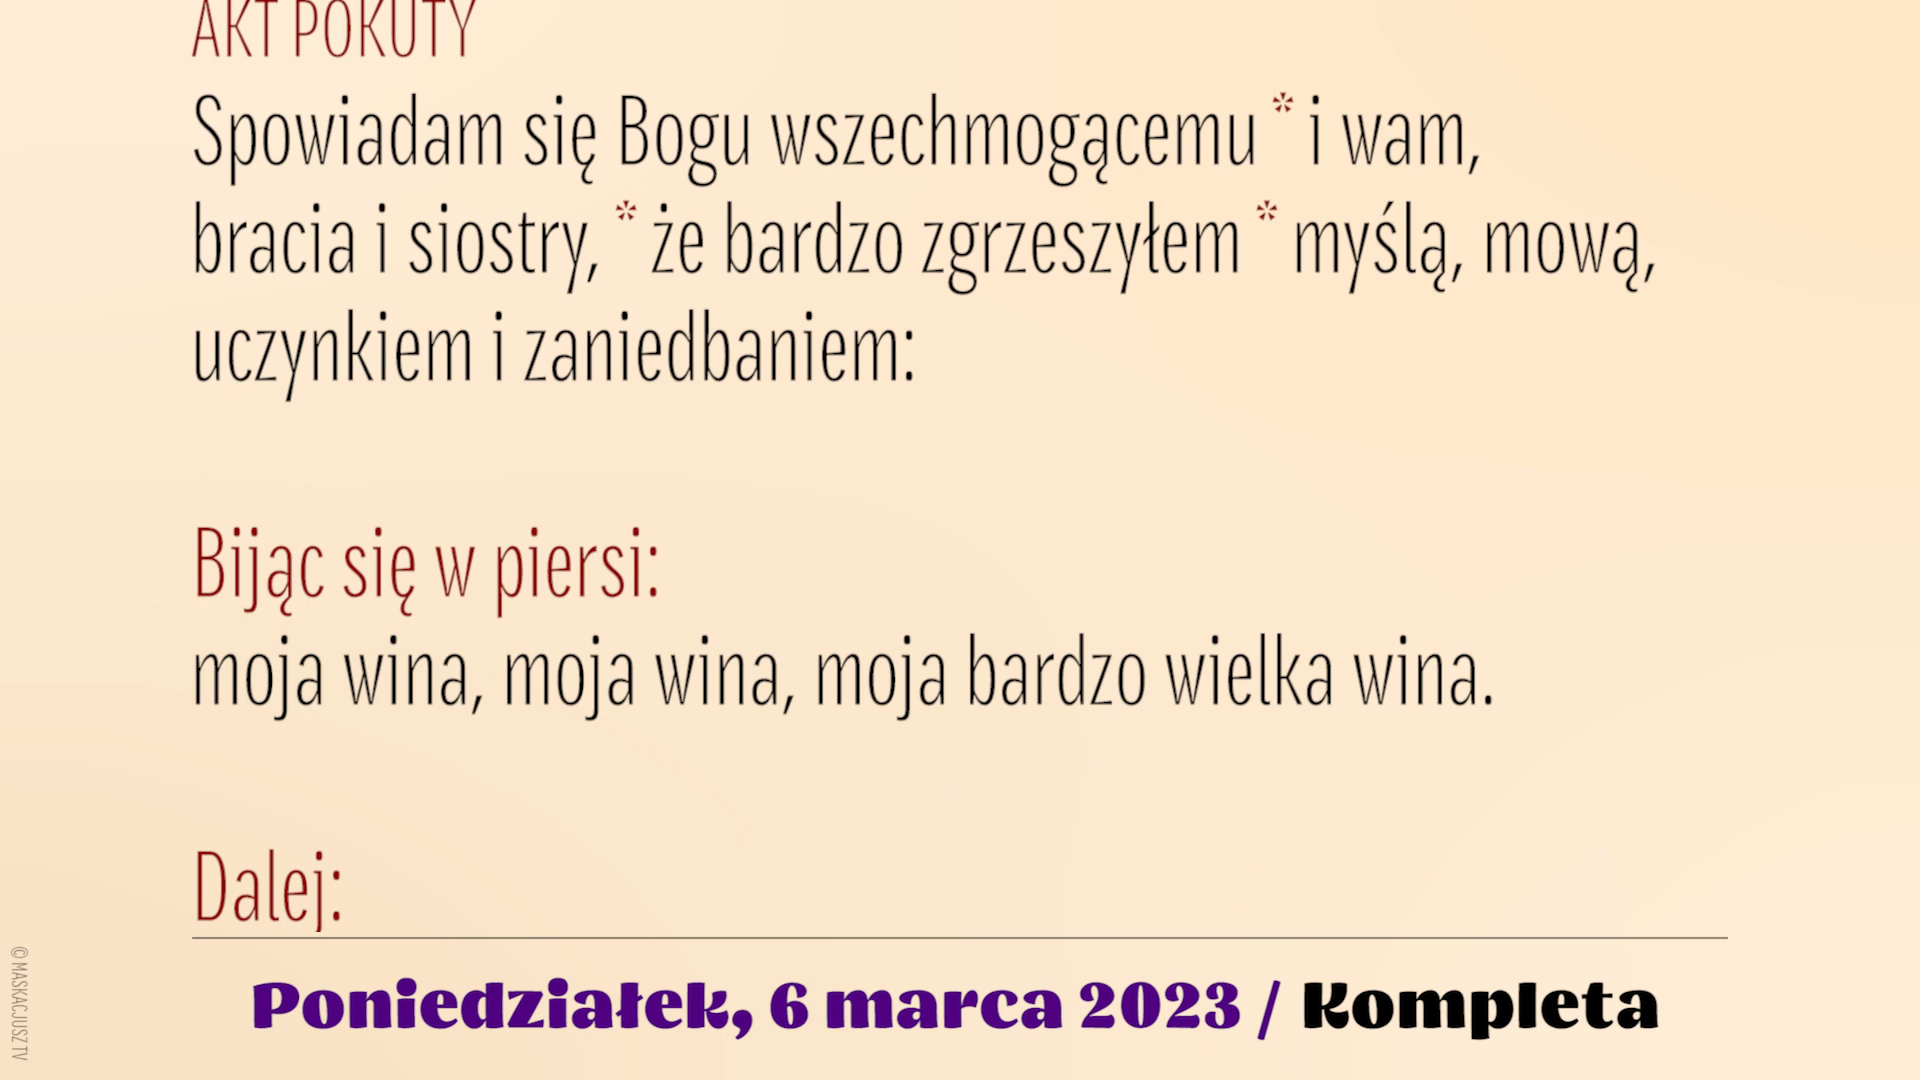 AKT POKUTY
Spowiadam się Bogu wszechmogącemu * i wam,
bracia i siostry, * że bardzo zgrzeszyłem * myślą, mową,
uczynkiem i zaniedbaniem:
Bijąc się w piersi:
moja wina, moja wina, moja bardzo wielka wina.
Dalej:
Poniedziałek, 6 marca 2023 / Kompleta
© MASKACJUSZ TV